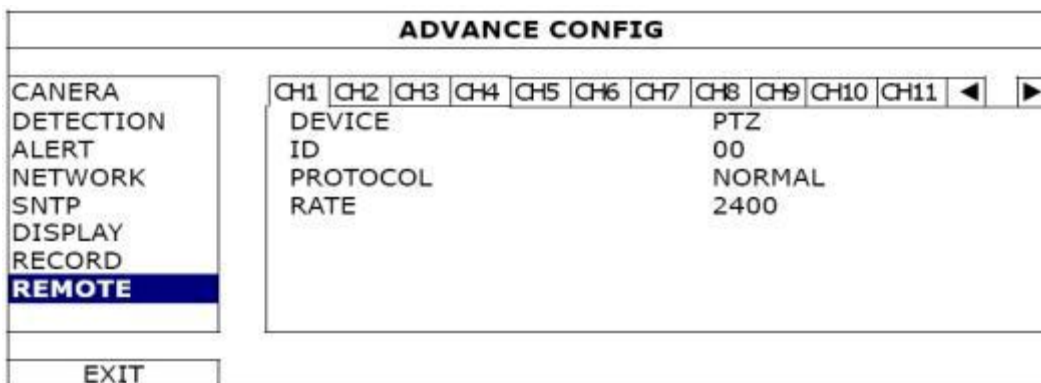 ADVANCE CONFIG
CANERA
DETECTION
ALERT
NETWORK
SNTP
DISPLAY
RECORD
REMOTE
EXIT
CH1 CH2 CH3 CH4 CH5 CH6 CH7 CH8 CH9 CH10 CH11 ◀ ▶
DEVICE PTZ
ID 00
PROTOCOL NORMAL
RATE 2400